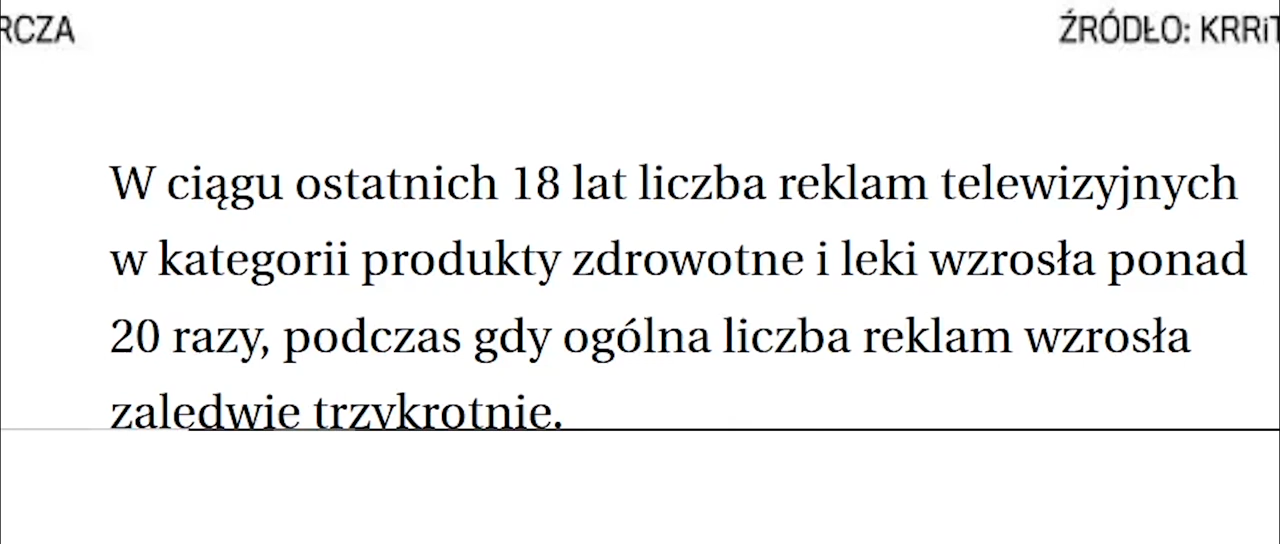 RCZA
ŹRÓDŁO: KRRiT
W ciągu ostatnich 18 lat liczba reklam telewizyjnych
w kategorii produkty zdrowotne i leki wzrosła ponad
20 razy, podczas gdy ogólna liczba reklam wzrosła
zaledwie trzykrotnie.